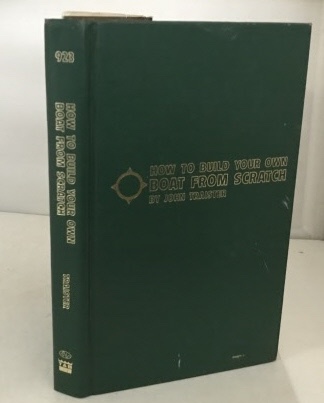 923
HOW TO BUILD YOUR OWN
BOAT FROM SCRATCH
TRAISTER
TAB
HOW TO BUILD YOUR OWN
BOAT FROM SCRATCH
BY JOHN TRAISTER